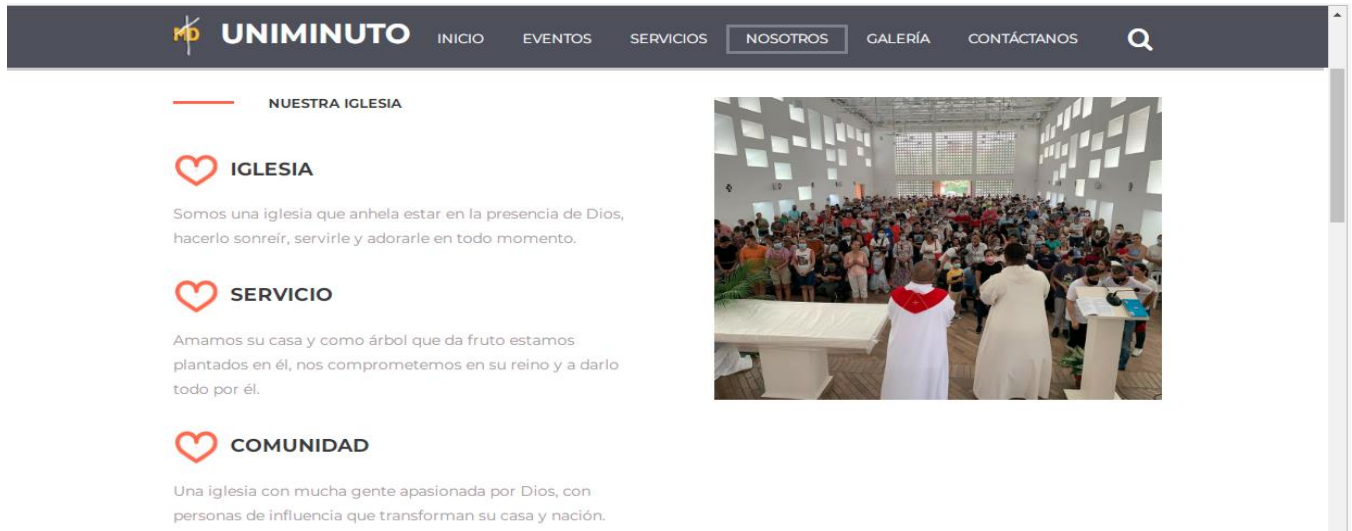 MD UNIMINUTO INICIO EVENTOS SERVICIOS NOSOTROS GALERÍA CONTÁCTANOS
NUESTRA IGLESIA
IGLESIA
Somos una iglesia que anhela estar en la presencia de Dios,
hacerlo sonreír, servirle y adorarle en todo momento.
SERVICIO
Amamos su casa y como árbol que da fruto estamos
plantados en él, nos comprometemos en su reino y a darlo
todo por él.
COMUNIDAD
Una iglesia con mucha gente apasionada por Dios, con
personas de influencia que transforman su casa y nación.